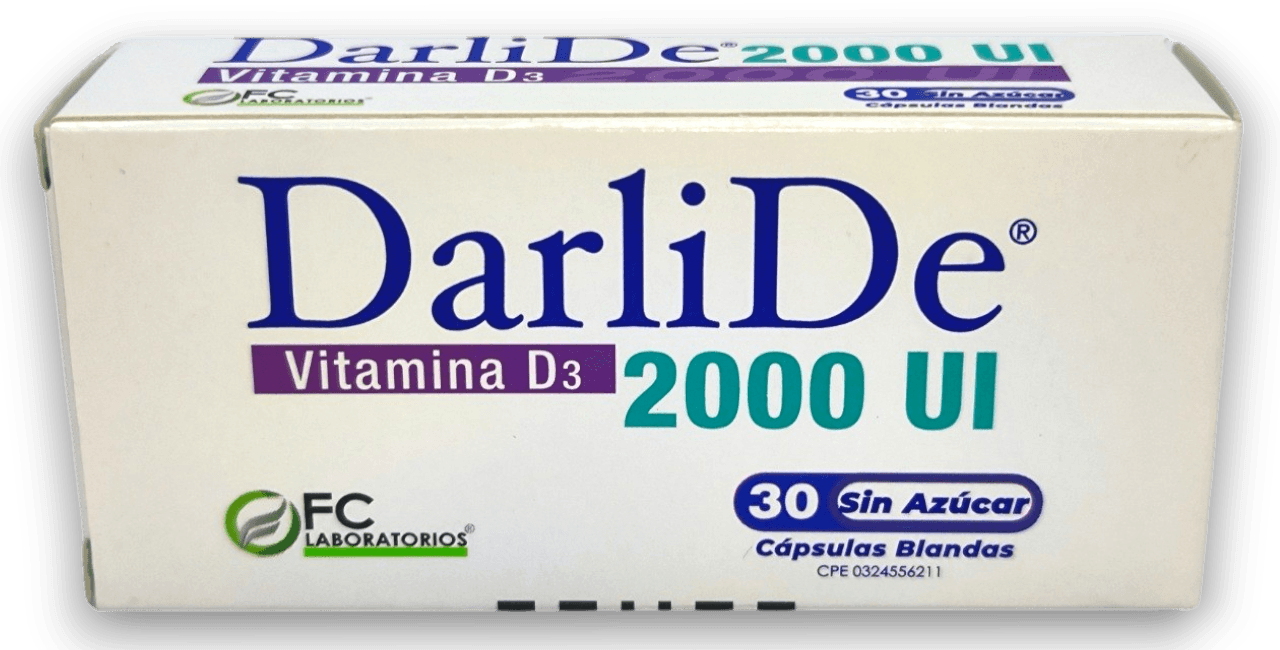 DarliDe® 2000 UI
Vitamina D3
FC
LABORATORIOS
30 Sin Azúcar
Cápsulas Blandas
DarliDe®
Vitamina D3 2000 UI
FC
LABORATORIOS®
30 Sin Azúcar
Cápsulas Blandas
CPE 0324556211